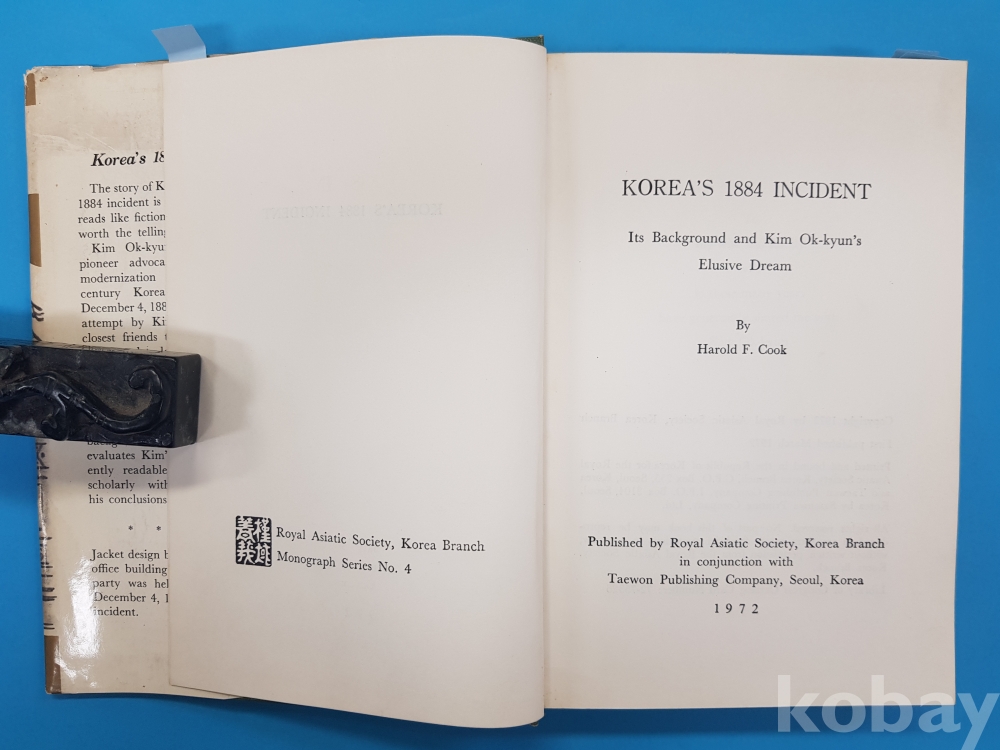 Korea's
The story of K
1884 incident is
reads like fiction
worth the telling
Kim Ok-kyu
pioneer advoca
modernization
century Korea
December 4, 188
attempt by Ki
closest friends
evaluates Kim'
ently readable
scholarly with
his conclusions
* *
Jacket design b
office building
party was hel
December 4, 1
incident.
Royal Asiatic Society, Korea Branch
Monograph Series No. 4
KOREA'S 1884 INCIDENT
Its Background and Kim Ok-kyun's
Elusive Dream
By
Harold F. Cook
Published by Royal Asiatic Society, Korea Branch
in conjunction with
Taewon Publishing Company, Seoul, Korea
1972
kobay